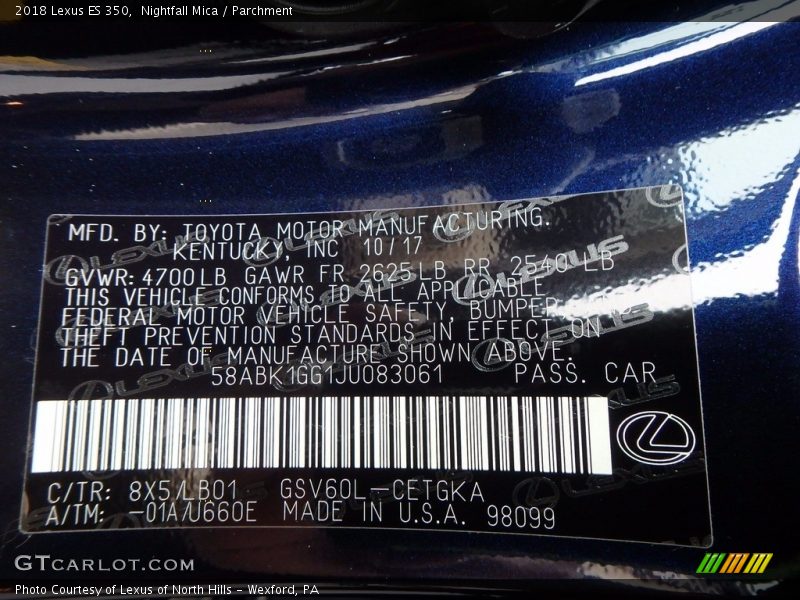 2018 Lexus ES 350,  Nightfall Mica / Parchment
MFD. BY: TOYOTA MOTOR MANUFACTURING.
KENTUCKY, INC 10/17
GVWR: 4700LB GAWR FR 2625LB RR 2540 LB
THIS VEHICLE CONFORMS TO ALL APPLICABLE
FEDERAL MOTOR VEHICLE SAFETY, BUMPER,
THEFT PREVENTION STANDARDS IN EFFECT ON
THE DATE OF MANUFACTURE SHOWN ABOVE.
58ABK1GG1JU083061 PASS. CAR
C/TR: 8X5/LB01 GSV60L-CETGKA
A/TM: -01A/U660E MADE IN U.S.A. 98099
GTCARLOT.COM
Photo Courtesy of Lexus of North Hills - Wexford, PA